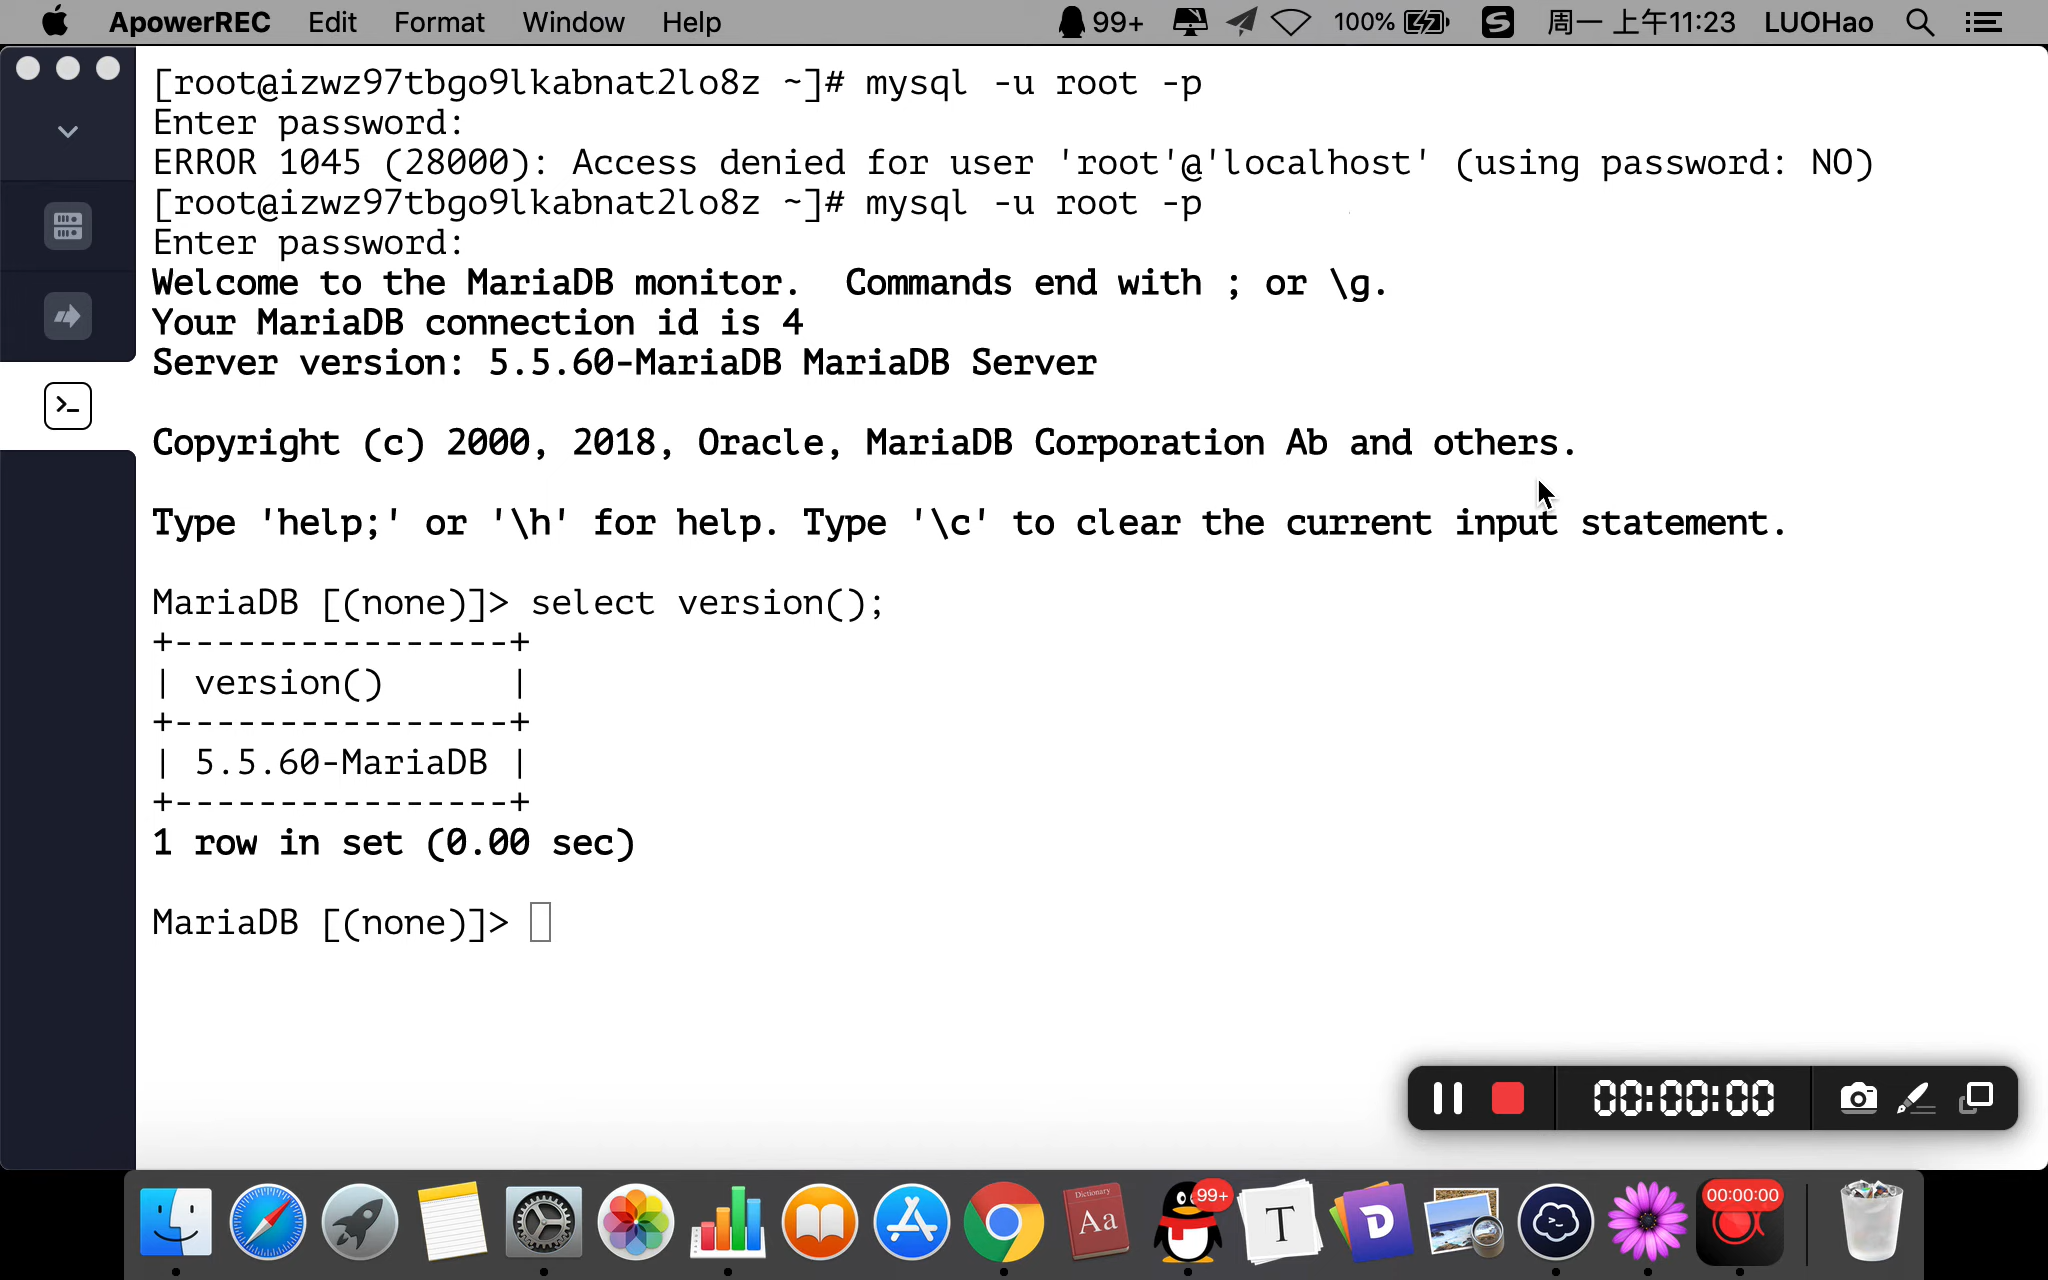 ApowerREC Edit Format Window Help 99+ 100% 周一 上午11:23 LUOHao
[root@izwz97tbgo9lkabnat2lo8z ~]# mysql -u root -p
Enter password:
ERROR 1045 (28000): Access denied for user 'root'@'localhost' (using password: NO)
[root@izwz97tbgo9lkabnat2lo8z ~]# mysql -u root -p
Enter password:
Welcome to the MariaDB monitor.  Commands end with ; or \g.
Your MariaDB connection id is 4
Server version: 5.5.60-MariaDB MariaDB Server
Copyright (c) 2000, 2018, Oracle, MariaDB Corporation Ab and others.
Type 'help;' or '\h' for help. Type '\c' to clear the current input statement.
MariaDB [(none)]> select version();
+----------------+
| version()      |
+----------------+
| 5.5.60-MariaDB |
+----------------+
1 row in set (0.00 sec)
MariaDB [(none)]>
00:00:00
Dictionary
Aa
99+
T
D
00:00:00